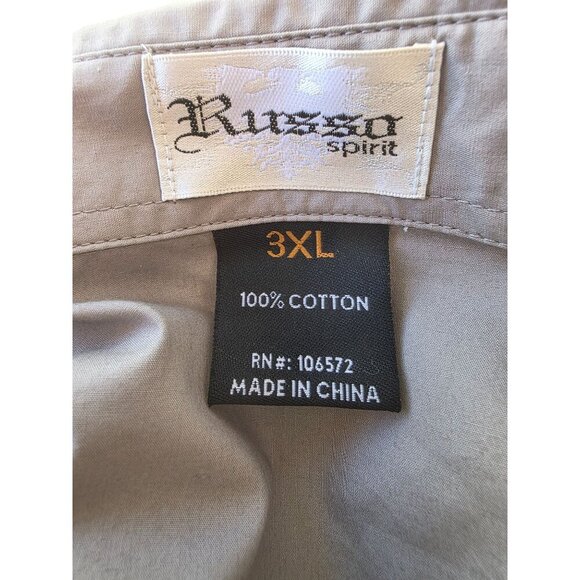 Russo
spirit
3XL
100% COTTON
RN#: 106572
MADE IN CHINA